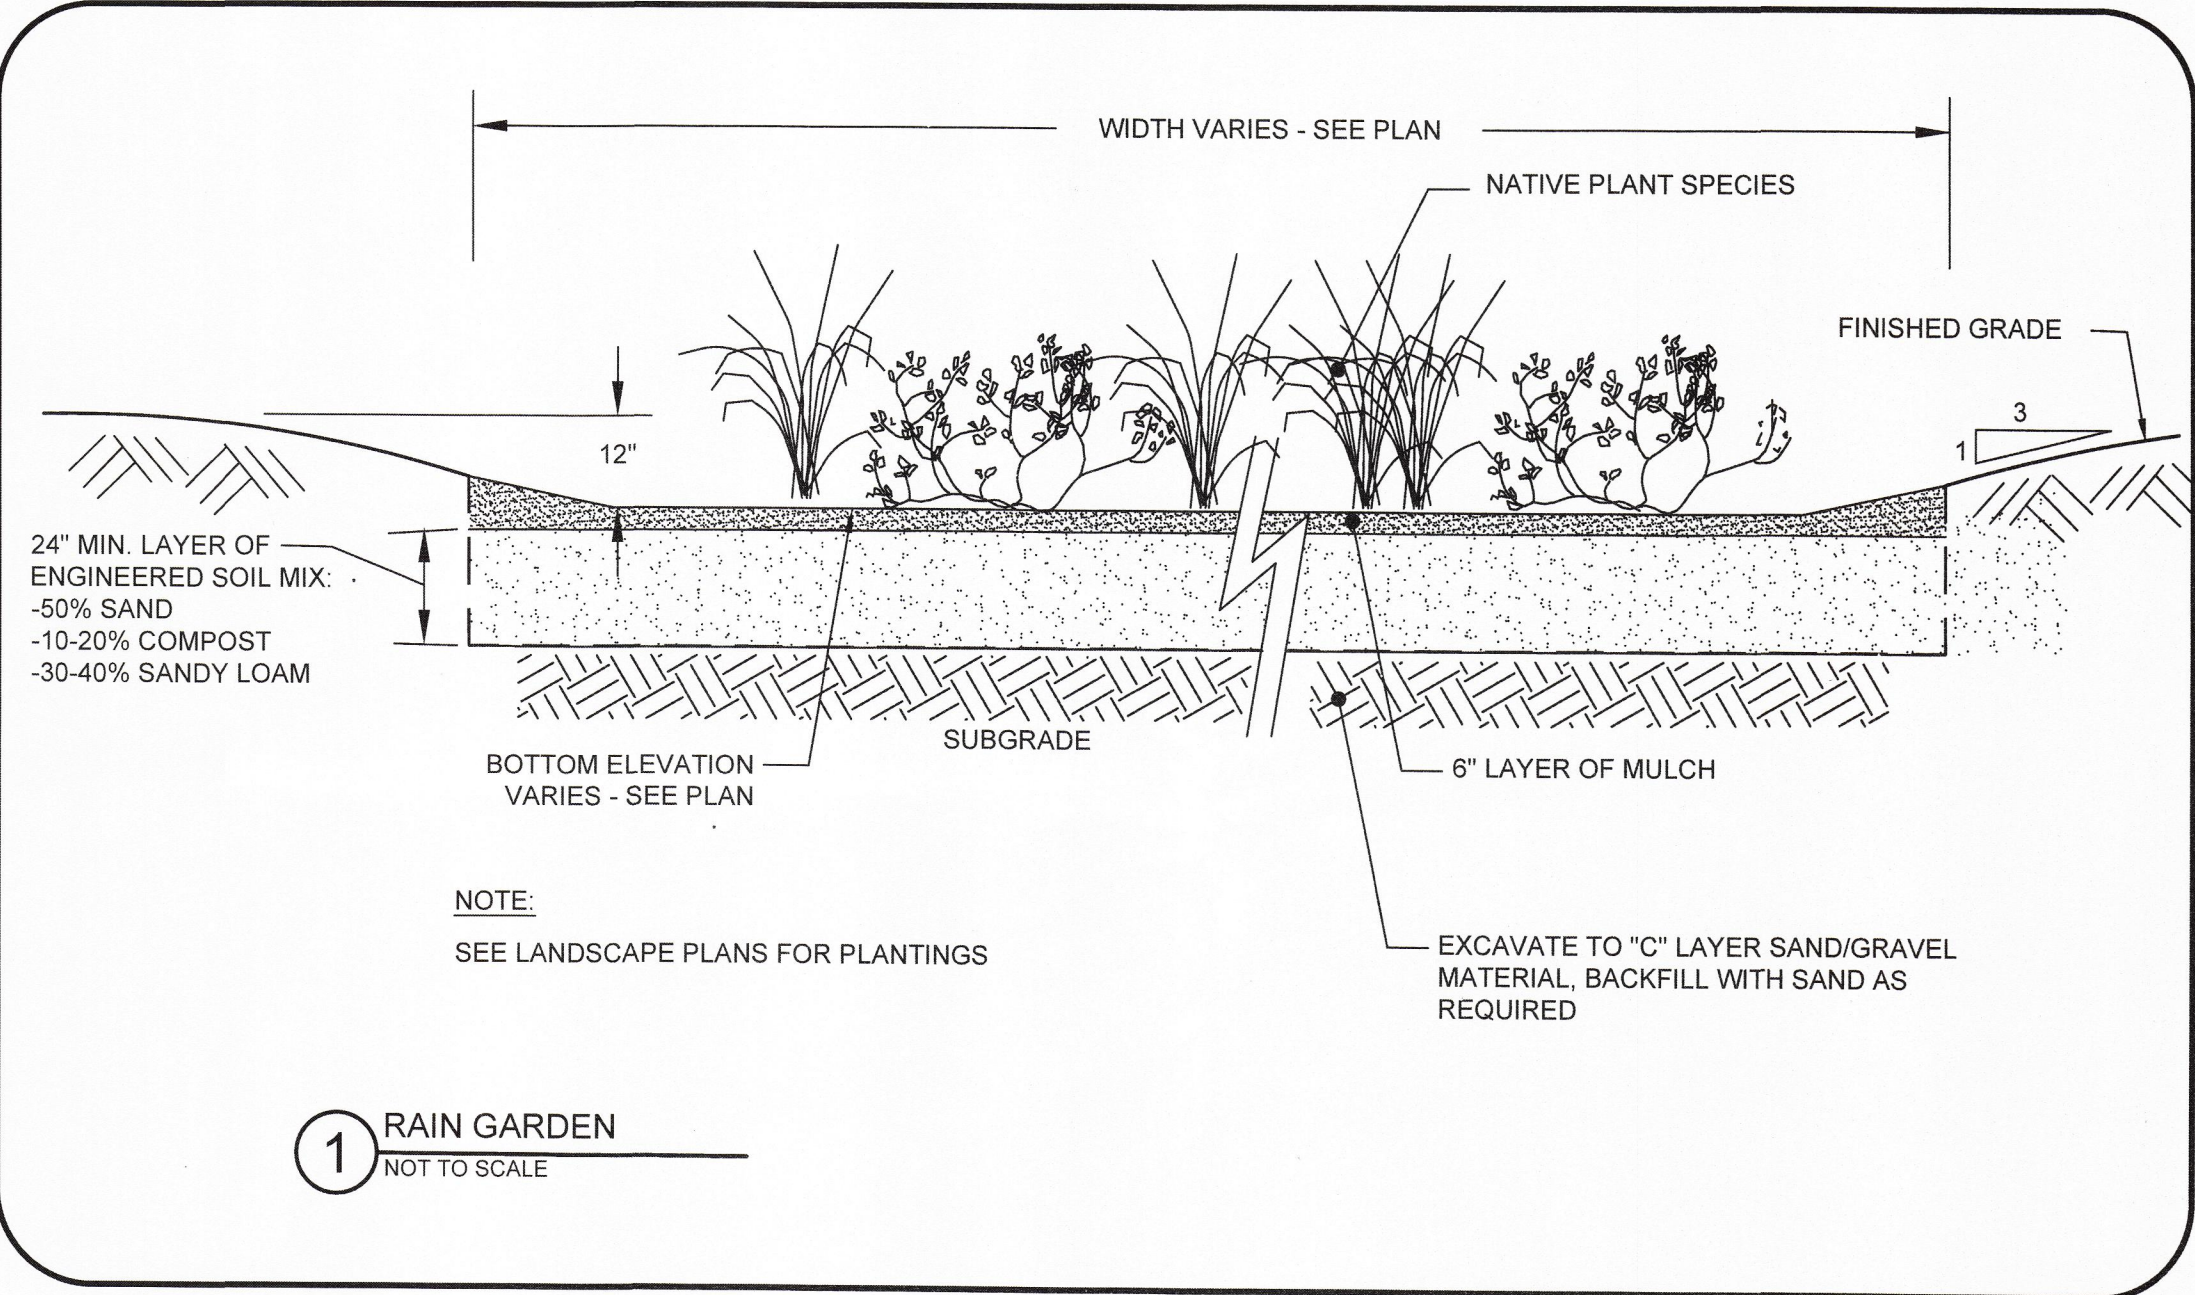 WIDTH VARIES - SEE PLAN
NATIVE PLANT SPECIES
FINISHED GRADE
3
1
12"
24" MIN. LAYER OF
ENGINEERED SOIL MIX:
-50% SAND
-10-20% COMPOST
-30-40% SANDY LOAM
SUBGRADE
BOTTOM ELEVATION
VARIES - SEE PLAN
6" LAYER OF MULCH
NOTE:
SEE LANDSCAPE PLANS FOR PLANTINGS
EXCAVATE TO "C" LAYER SAND/GRAVEL
MATERIAL, BACKFILL WITH SAND AS
REQUIRED
1
RAIN GARDEN
NOT TO SCALE